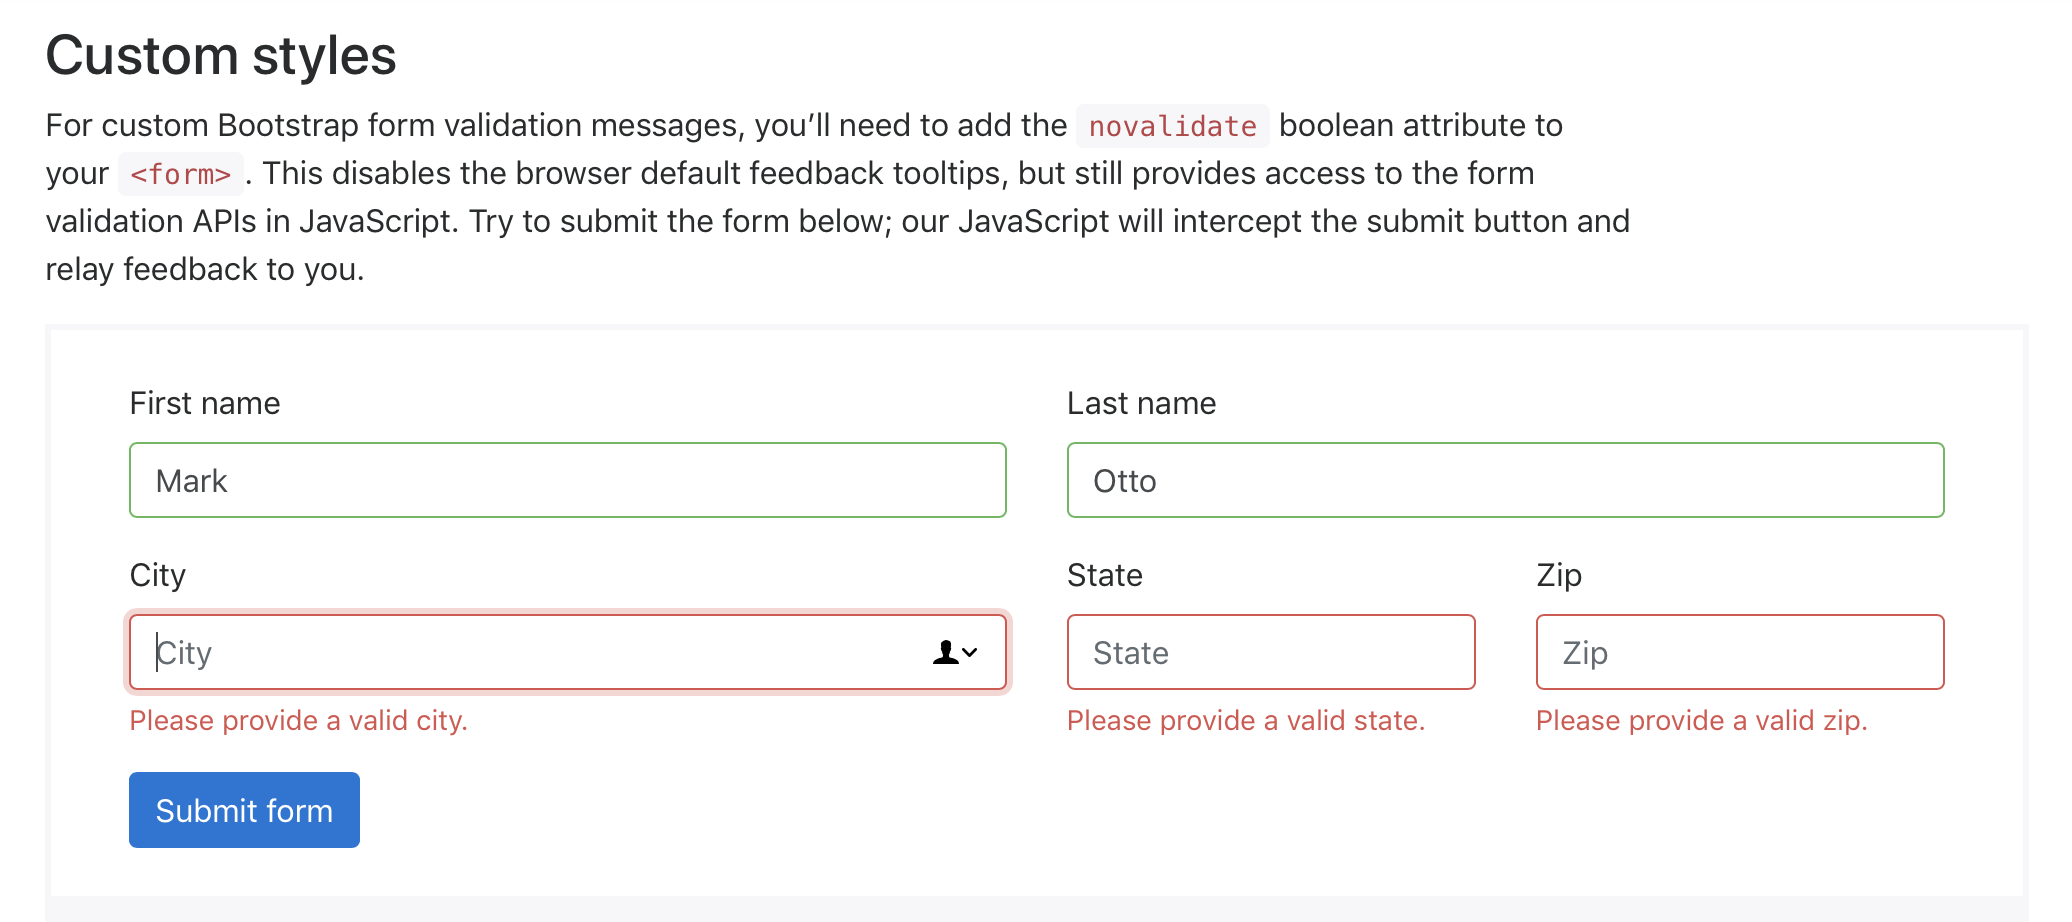 Custom styles
For custom Bootstrap form validation messages, you’ll need to add the novalidate boolean attribute to
your <form>. This disables the browser default feedback tooltips, but still provides access to the form
validation APIs in JavaScript. Try to submit the form below; our JavaScript will intercept the submit button and
relay feedback to you.
First name
Last name
Mark
Otto
City
State
Zip
City
State
Zip
Please provide a valid city.
Please provide a valid state.
Please provide a valid zip.
Submit form